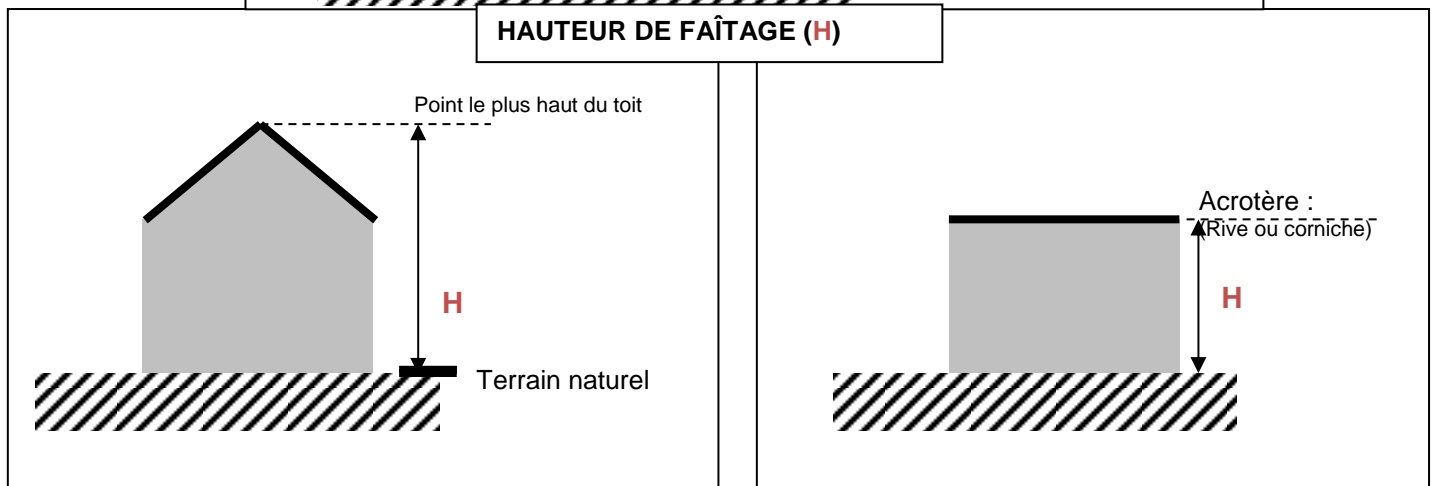 HAUTEUR DE FAÎTAGE (H)
Point le plus haut du toit
H
Terrain naturel
Acrotère :
(Rive ou corniche)
H